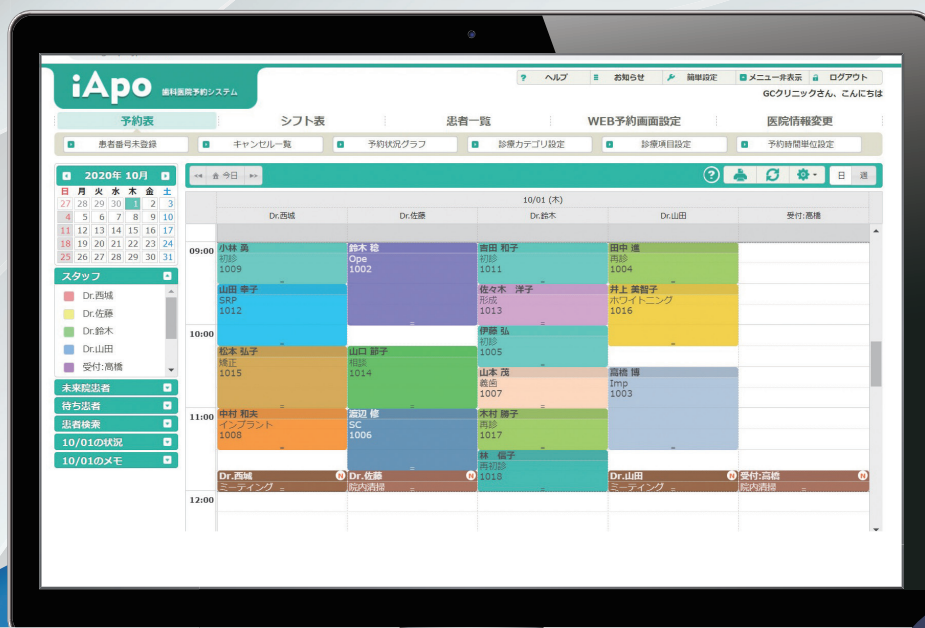 iApo 歯科医院予約システム
ヘルプ お知らせ 簡単設定 メニュー非表示 ログアウト
GCクリニックさん、こんにちは
予約表 シフト表 患者一覧 WEB予約画面設定 医院情報変更
患者番号未登録 キャンセル一覧 予約状況グラフ 診療カテゴリ設定 診療項目設定 予約時間単位設定
2020年 10月
日 月 火 水 木 金 土
27 28 29 30 1 2 3
4 5 6 7 8 9 10
11 12 13 14 15 16 17
18 19 20 21 22 23 24
25 26 27 28 29 30 31
スタッフ
Dr.西城
Dr.佐藤
Dr.鈴木
Dr.山田
受付:高橋
未来院患者
待ち患者
患者検索
10/01の状況
10/01のメモ
今日
? 日 週
10/01 (木)
Dr.西城 Dr.佐藤 Dr.鈴木 Dr.山田 受付:高橋
09:00
10:00
11:00
12:00
小林 勇
初診
1009
山田 幸子
SRP
1012
松本 弘子
矯正
1015
中村 和夫
インプラント
1008
Dr.西城 N
ミーティング
鈴木 稔
Ope
1002
山口 節子
相談
1014
渡辺 修
SC
1006
Dr.佐藤 N
院内清掃
吉田 和子
初診
1011
佐々木 洋子
形成
1013
伊藤 弘
初診
1005
山本 茂
義歯
1007
木村 勝子
再診
1017
林 信子
再初診
1018
田中 進
再診
1004
井上 美智子
ホワイトニング
1016
高橋 博
Imp
1003
Dr.山田 N
ミーティング
受付:高橋 N
院内清掃